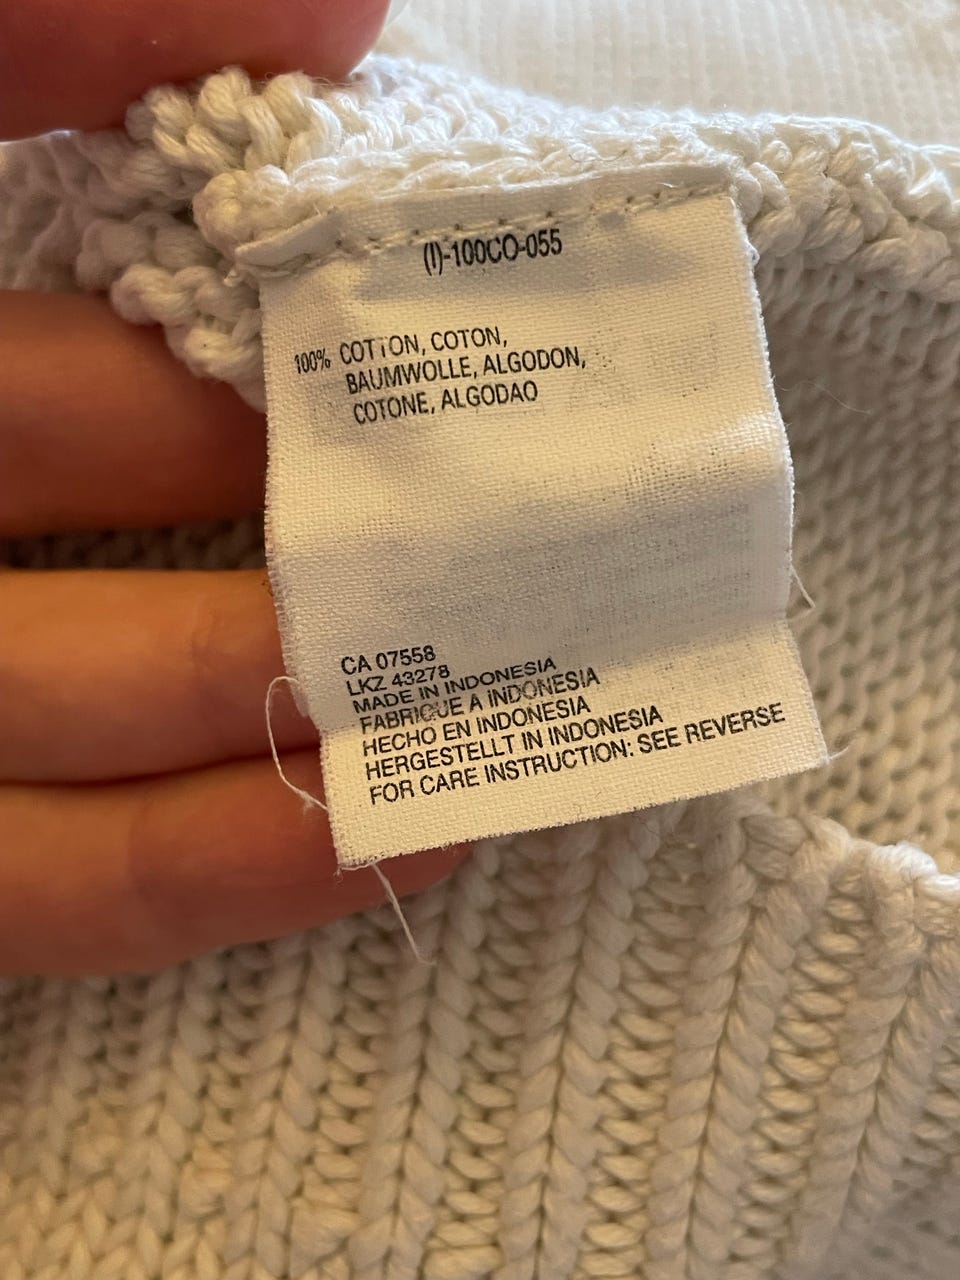 (I)-100CO-055
100% COTTON, COTON,
BAUMWOLLE, ALGODON,
COTONE, ALGODAO
CA 07558
LKZ 43278
MADE IN INDONESIA
FABRIQUE A INDONESIA
HECHO EN INDONESIA
HERGESTELLT IN INDONESIA
FOR CARE INSTRUCTION: SEE REVERSE